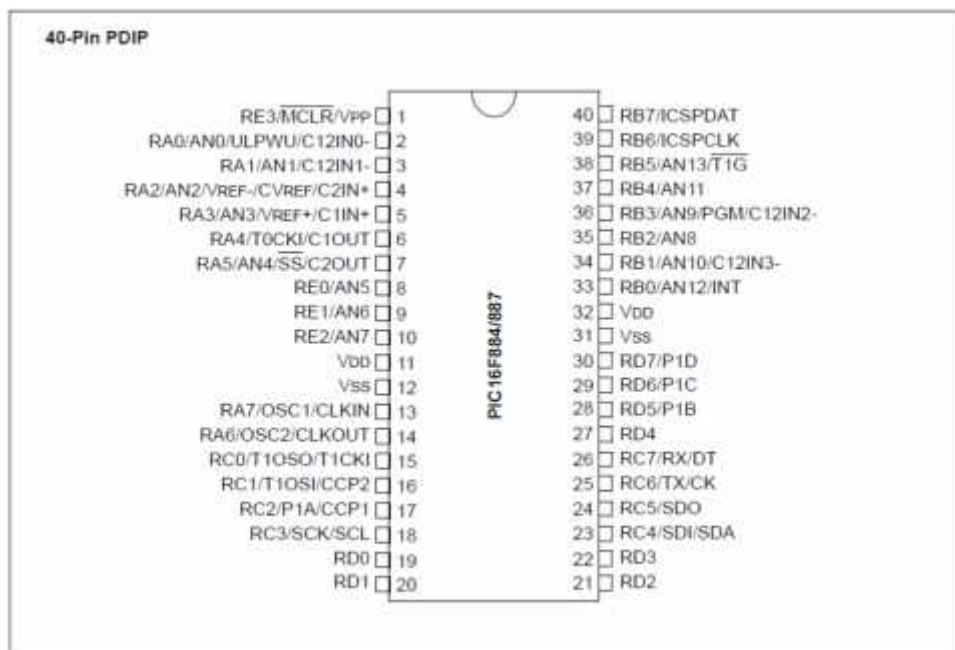 40-Pin PDIP
RE3/MCLR/VPP 1
RA0/AN0/ULPWU/C12IN0- 2
RA1/AN1/C12IN1- 3
RA2/AN2/VREF-/CVREF/C2IN+ 4
RA3/AN3/VREF+/C1IN+ 5
RA4/T0CKI/C1OUT 6
RA5/AN4/SS/C2OUT 7
RE0/AN5 8
RE1/AN6 9
RE2/AN7 10
VDD 11
VSS 12
RA7/OSC1/CLKIN 13
RA6/OSC2/CLKOUT 14
RC0/T1OSO/T1CKI 15
RC1/T1OSI/CCP2 16
RC2/P1A/CCP1 17
RC3/SCK/SCL 18
RD0 19
RD1 20
PIC16F884/887
40 RB7/ICSPDAT
39 RB6/ICSPCLK
38 RB5/AN13/T1G
37 RB4/AN11
36 RB3/AN9/PGM/C12IN2-
35 RB2/AN8
34 RB1/AN10/C12IN3-
33 RB0/AN12/INT
32 VDD
31 VSS
30 RD7/P1D
29 RD6/P1C
28 RD5/P1B
27 RD4
26 RC7/RX/DT
25 RC6/TX/CK
24 RC5/SDO
23 RC4/SDI/SDA
22 RD3
21 RD2